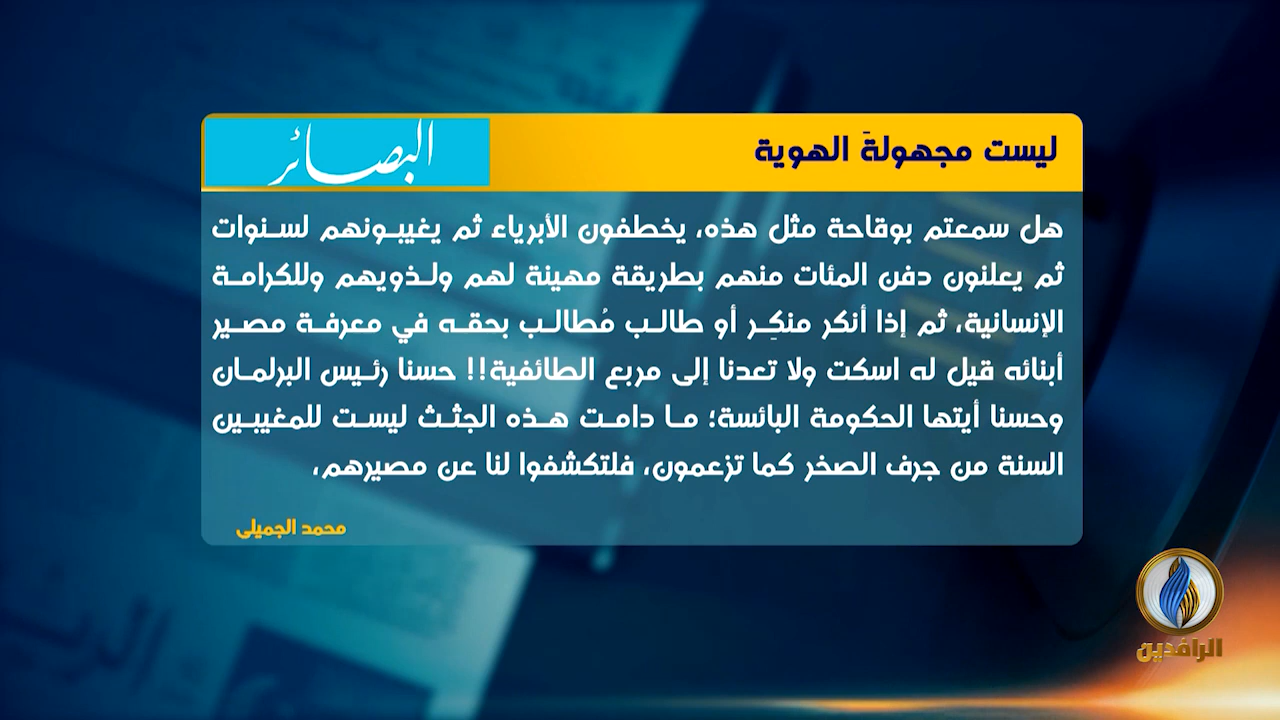 ليست مجهولةَ الهوية
البصائر
هل سمعتم بوقاحة مثل هذه، يخطفون الأبرياء ثم يغيبونهم لسنوات
ثم يعلنون دفن المئات منهم بطريقة مهينة لهم ولذويهم وللكرامة
الإنسانية، ثم إذا أنكر منكِر أو طالب مُطالب بحقه في معرفة مصير
أبنائه قيل له اسكت ولا تعدنا إلى مربع الطائفية!! حسنا رئيس البرلمان
وحسنا أيتها الحكومة البائسة؛ ما دامت هذه الجثث ليست للمغيبين
السنة من جرف الصخر كما تزعمون، فلتكشفوا لنا عن مصيرهم،
محمد الجميلي
الرافدين